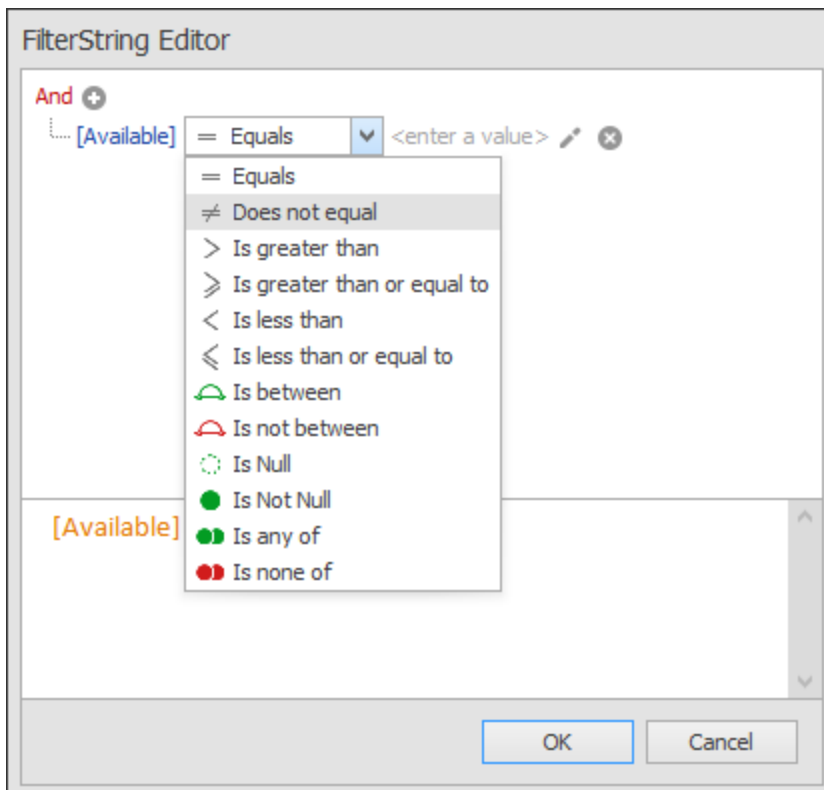 FilterString Editor
And
[Available] = Equals <enter a value>
= Equals
≠ Does not equal
> Is greater than
⩾ Is greater than or equal to
< Is less than
⩽ Is less than or equal to
Is between
Is not between
Is Null
Is Not Null
Is any of
Is none of
[Available]
OK Cancel